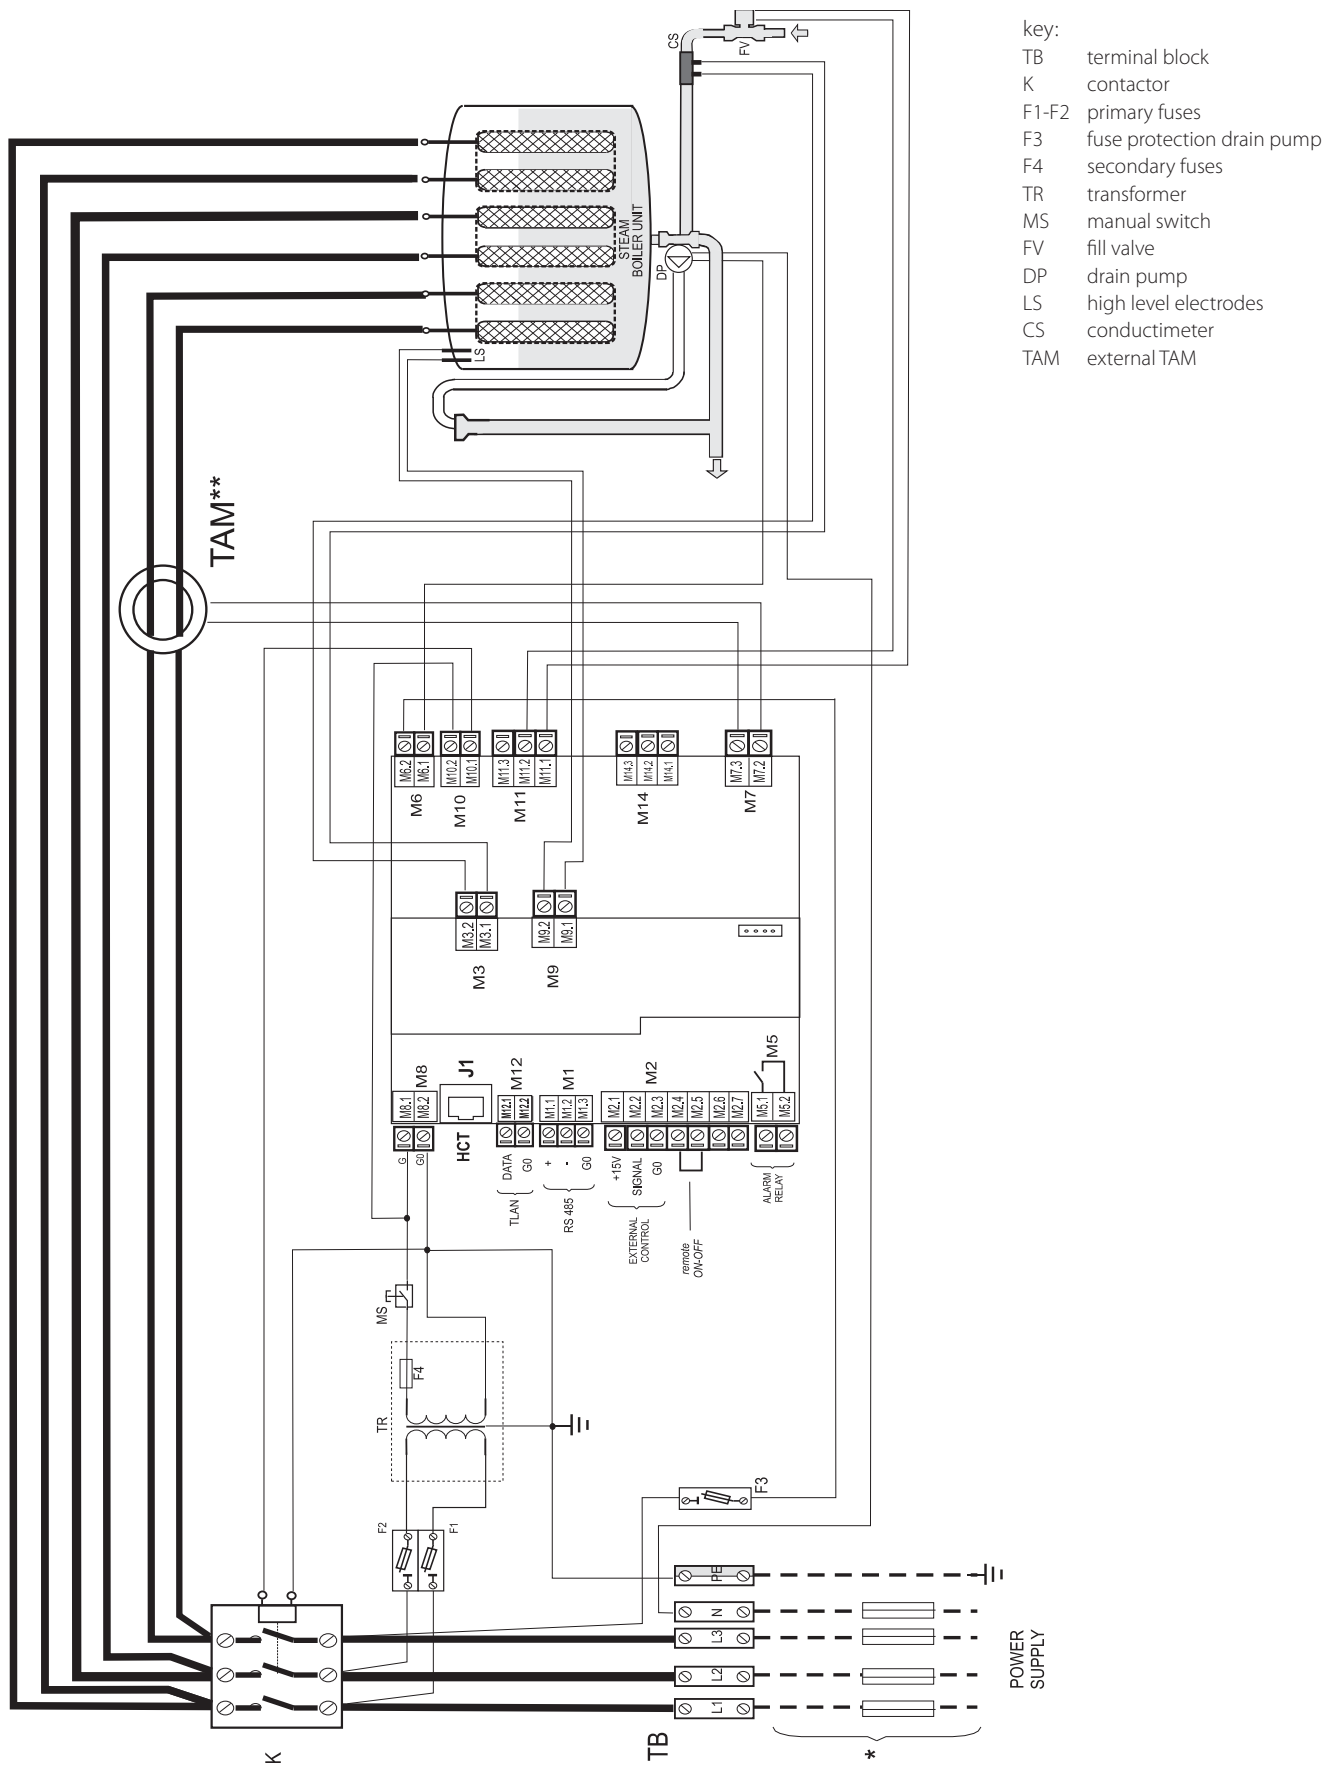 key:
TB terminal block
K contactor
F1-F2 primary fuses
F3 fuse protection drain pump
F4 secondary fuses
TR transformer
MS manual switch
FV fill valve
DP drain pump
LS high level electrodes
CS conductimeter
TAM external TAM
CS
FV
STEAM
BOILER UNIT
DP
LS
TAM**
M6.2
M6.1
M10.2
M10.1
M11.3
M11.2
M11.1
M14.3
M14.2
M14.1
M7.3
M7.2
M6
M10
M11
M14
M7
M3.2
M3.1
M9.2
M9.1
M3
M9
M8.1
M8.2
M8
J1
M12.1
M12.2
M12
M1.1
M1.2
M1.3
M1
M2.1
M2.2
M2.3
M2.4
M2.5
M2.6
M2.7
M2
M5.1
M5.2
M5
G
G0
HCT
DATA
G0
TLAN
+
-
G0
RS 485
+15V
SIGNAL
G0
EXTERNAL
CONTROL
remote
ON-OFF
ALARM
RELAY
MS
F4
TR
F3
F2
F1
PE
N
L3
L2
L1
POWER
SUPPLY
K
TB
*